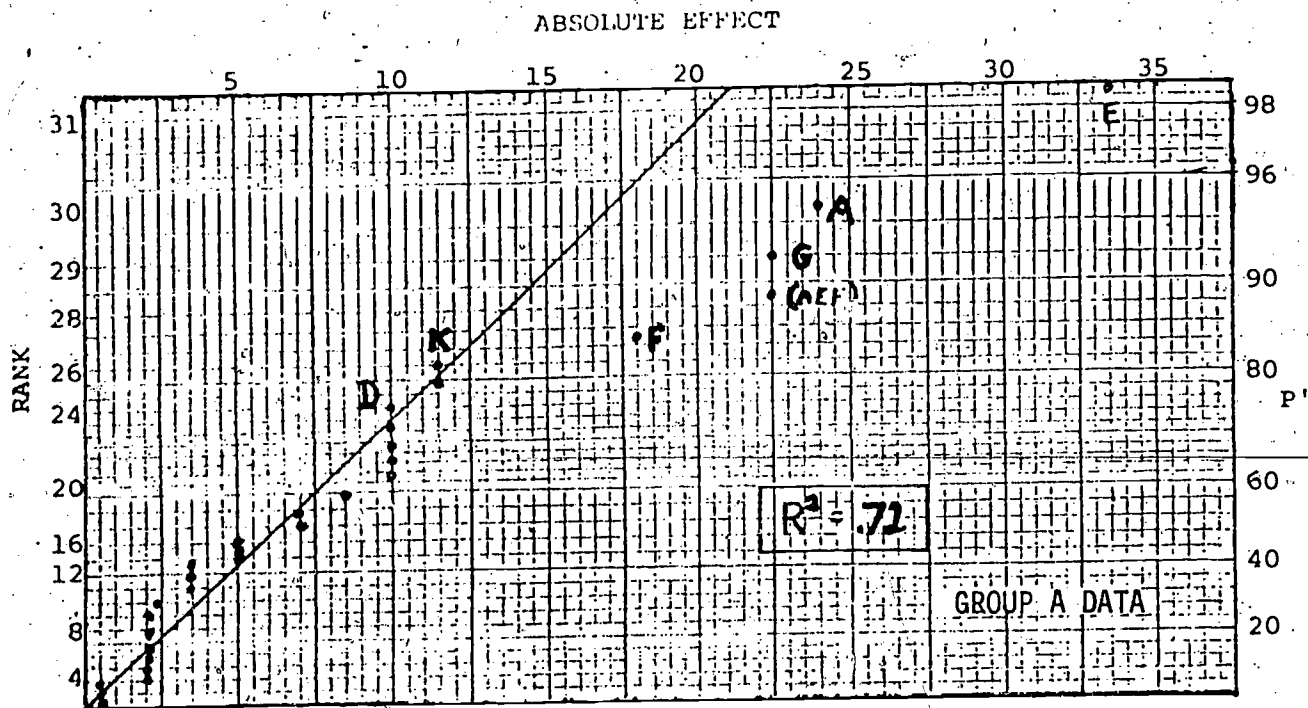 ABSOLUTE EFFECT
5 10 15 20 25 30 35
31 98
E
96
30 A
G
29 90
(AEF)
28
K F
26 80
D
24
RANK P'
20 60
R² = .72
16 40
12
GROUP A DATA
8 20
4